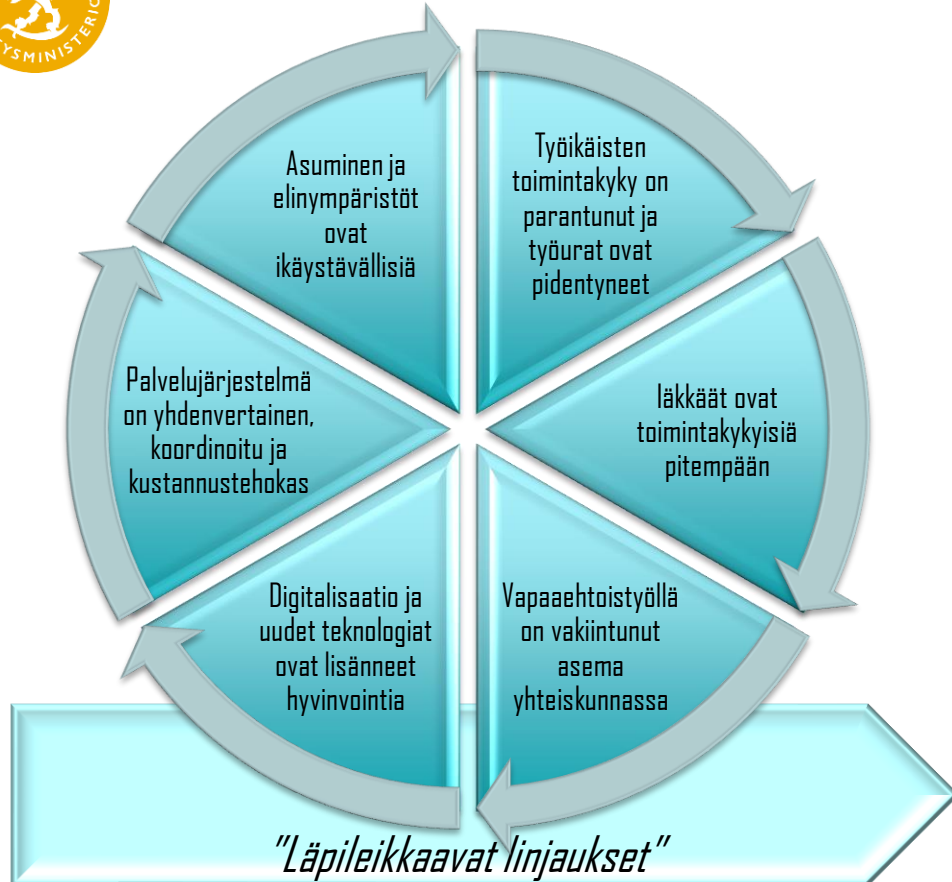 YSMINISTERIÖ
Asuminen ja
elinympäristöt
ovat
ikäystävällisiä
Työikäisten
toimintakyky on
parantunut ja
työurat ovat
pidentyneet
Iäkkäät ovat
toimintakykyisiä
pitempään
Vapaaehtoistyöllä
on vakiintunut
asema
yhteiskunnassa
Digitalisaatio ja
uudet teknologiat
ovat lisänneet
hyvinvointia
Palvelujärjestelmä
on yhdenvertainen,
koordinoitu ja
kustannustehokas
"Läpileikkaavat linjaukset"